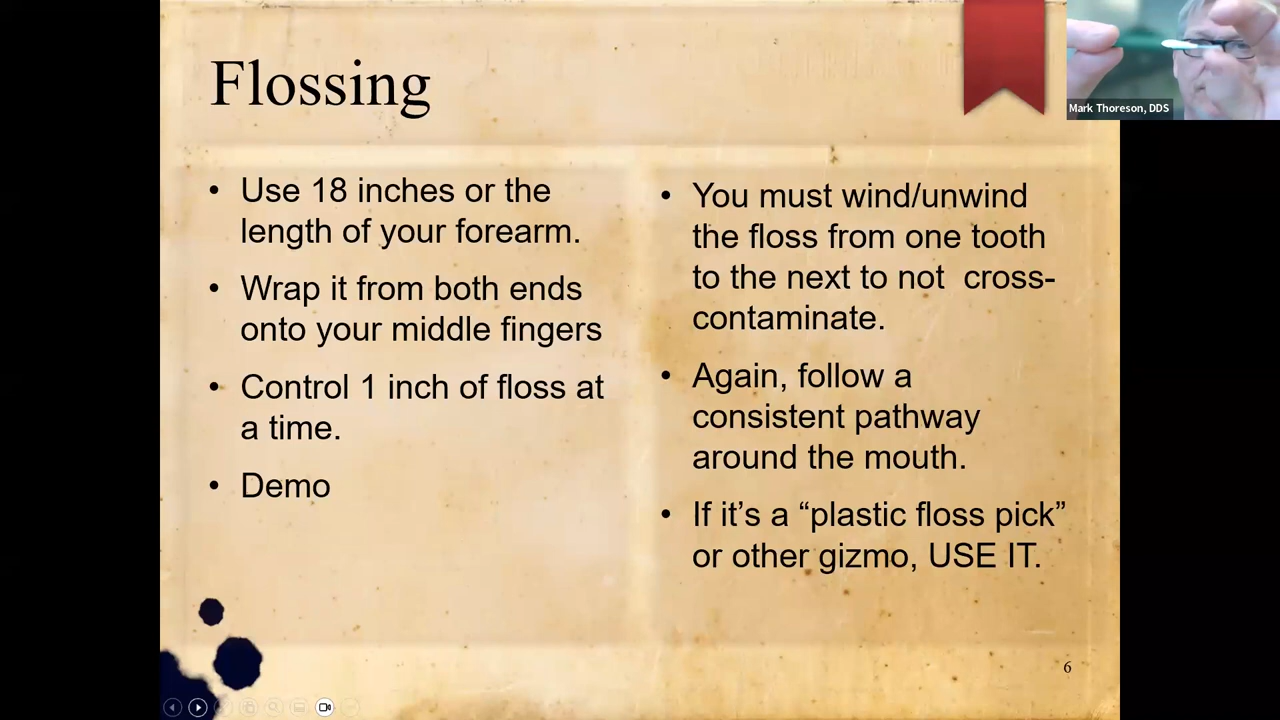 Flossing
• Use 18 inches or the
length of your forearm.
• Wrap it from both ends
onto your middle fingers
• Control 1 inch of floss at
a time.
• Demo
• You must wind/unwind
the floss from one tooth
to the next to not  cross-
contaminate.
• Again, follow a
consistent pathway
around the mouth.
• If it’s a “plastic floss pick”
or other gizmo, USE IT.
6
Mark Thoreson, DDS